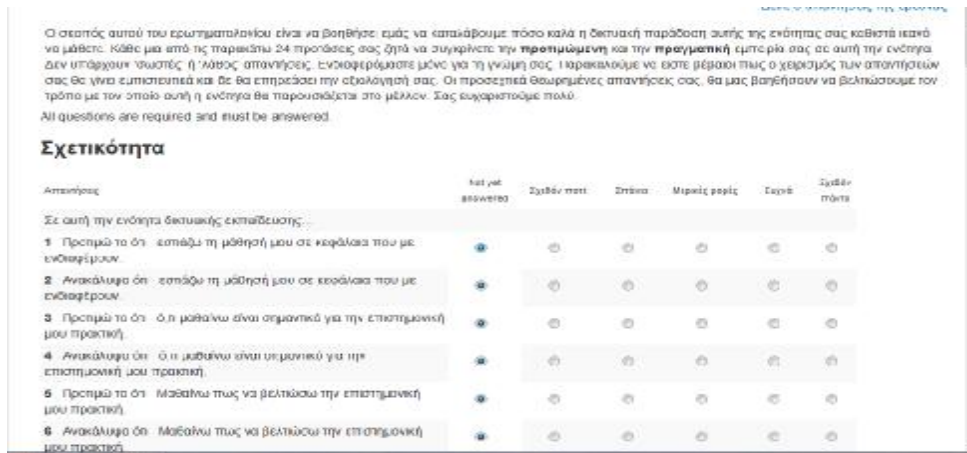 Ο σκοπός αυτού του ερωτηματολογίου είναι να βοηθήσει εμάς να καταλάβουμε πόσο καλά η δικτυακή παράδοση αυτής της ενότητας σας καθιστά ικανό
να μάθετε. Κάθε μια από τις παρακάτω 24 προτάσεις σας ζητά να συγκρίνετε την προτιμώμενη και την πραγματική εμπειρία σας σε αυτή την ενότητα
Δεν υπάρχουν 'σωστές' ή 'λάθος' απαντήσεις. Ενδιαφερόμαστε μόνο για τη γνώμη σας. Παρακαλούμε να είστε βέβαιοι πως ο χειρισμός των απαντήσεών
σας θα γίνει εμπιστευτικά και δε θα επηρεάσει την αξιολόγησή σας. Οι προσεχτικά θεωρημένες απαντήσεις σας, θα μας βοηθήσουν να βελτιώσουμε τον
τρόπο με τον οποίο αυτή η ενότητα θα παρουσιάζεται στο μέλλον. Σας ευχαριστούμε πολύ.
All questions are required and must be answered.
Σχετικότητα
Απαντήσεις Not yet answered Σχεδόν ποτέ Σπάνια Μερικές φορές Συχνά Σχεδόν πάντα
Σε αυτή την ενότητα δικτυακής εκπαίδευσης...
1 Προτιμώ το ότι εστιάζω τη μάθησή μου σε κεφάλαια που με
ενδιαφέρουν.
2 Ανακάλυψα ότι εστιάζω τη μάθησή μου σε κεφάλαια που με
ενδιαφέρουν.
3 Προτιμώ το ότι ό,τι μαθαίνω είναι σημαντικό για την επιστημονική
μου πρακτική.
4 Ανακάλυψα ότι ό,τι μαθαίνω είναι σημαντικό για την
επιστημονική μου πρακτική.
5 Προτιμώ το ότι Μαθαίνω πως να βελτιώσω την επιστημονική
μου πρακτική.
6 Ανακάλυψα ότι Μαθαίνω πως να βελτιώσω την επιστημονική
μου πρακτική